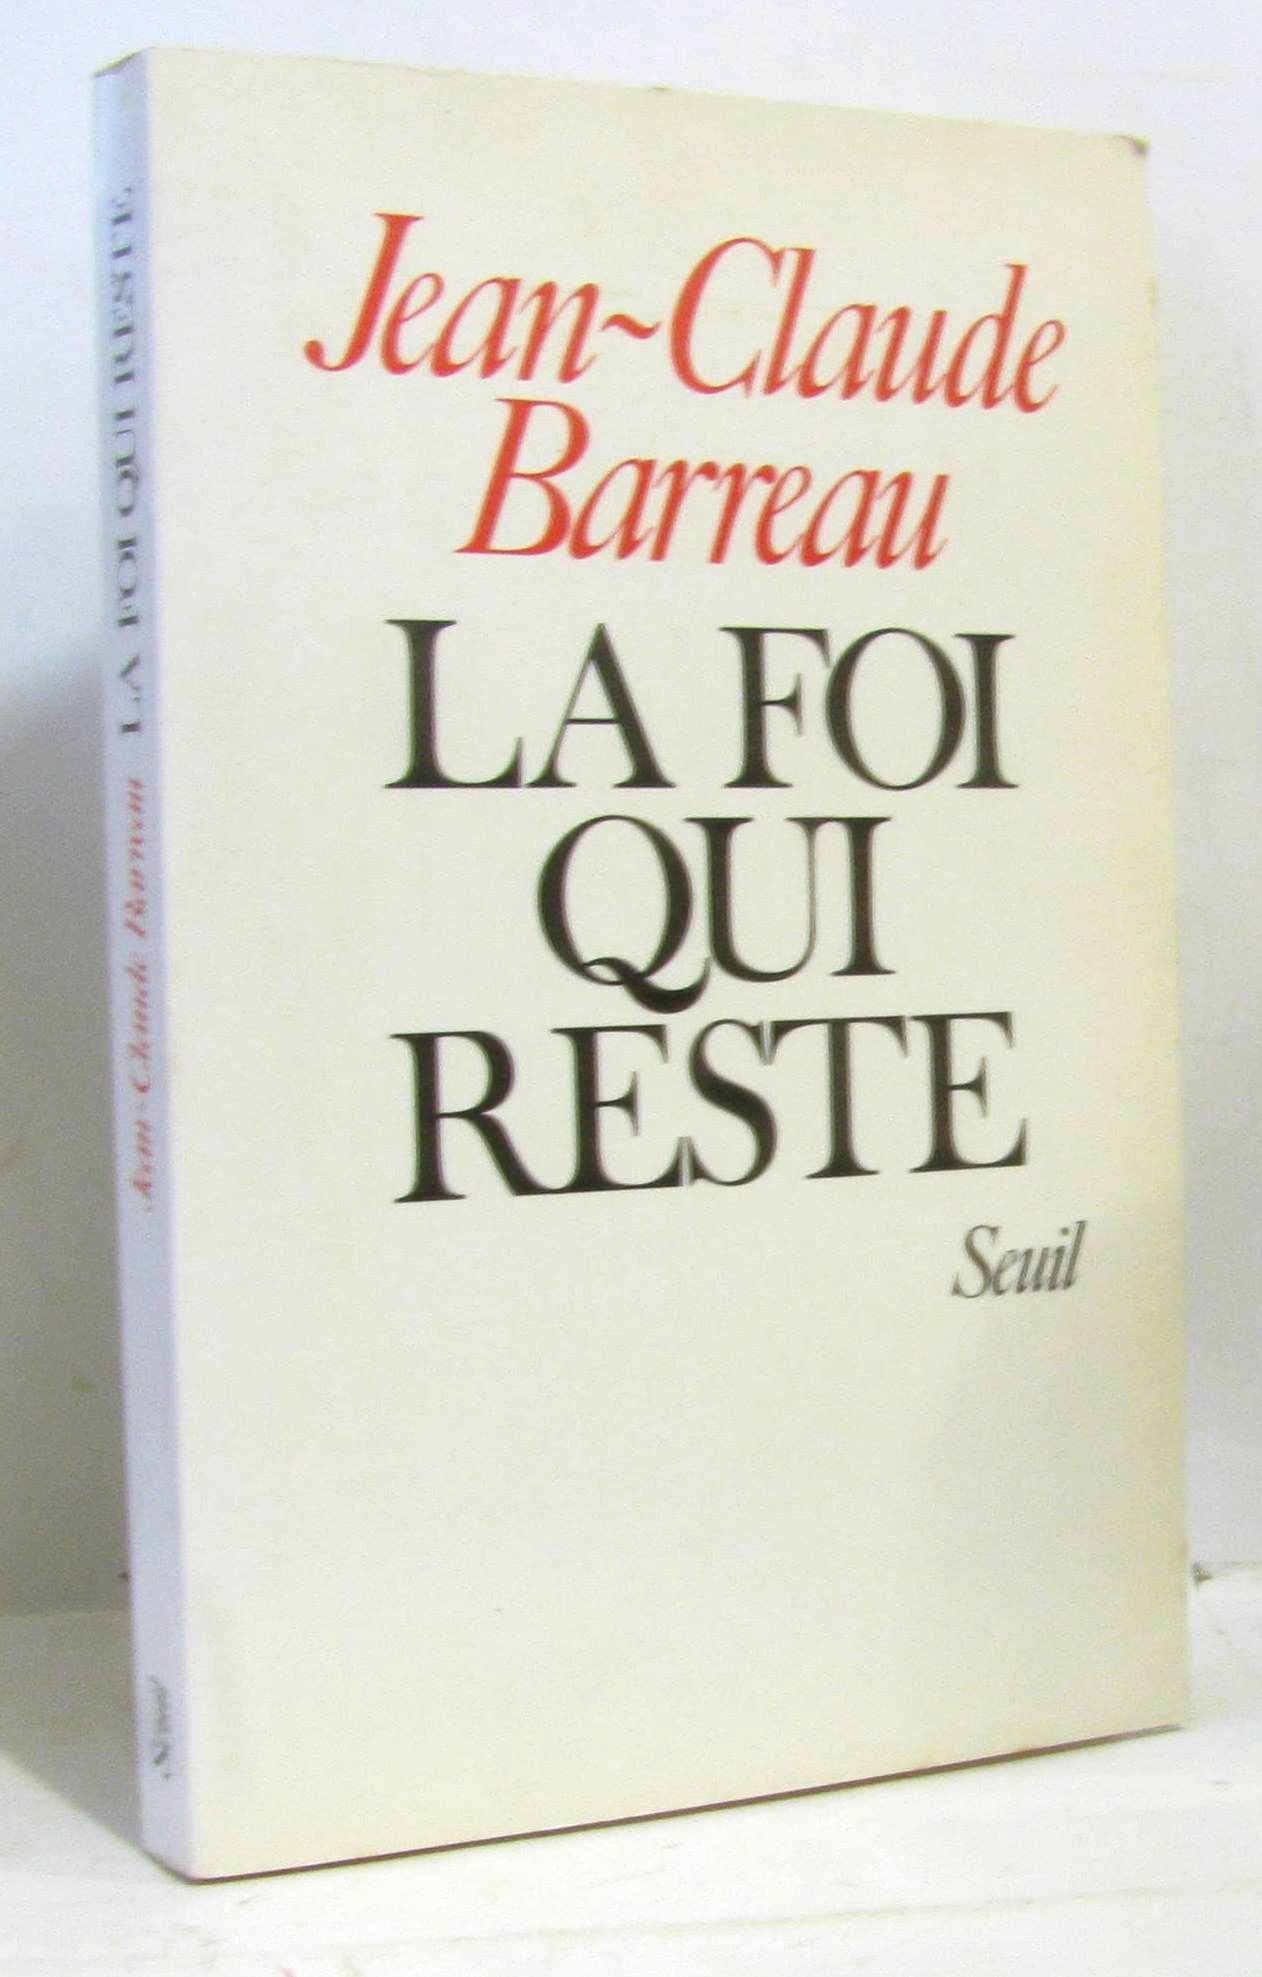 Jean-Claude
Barreau
LA FOI
QUI
RESTE
Seuil
Jean-Claude Barreau LA FOI QUI RESTE
Seuil